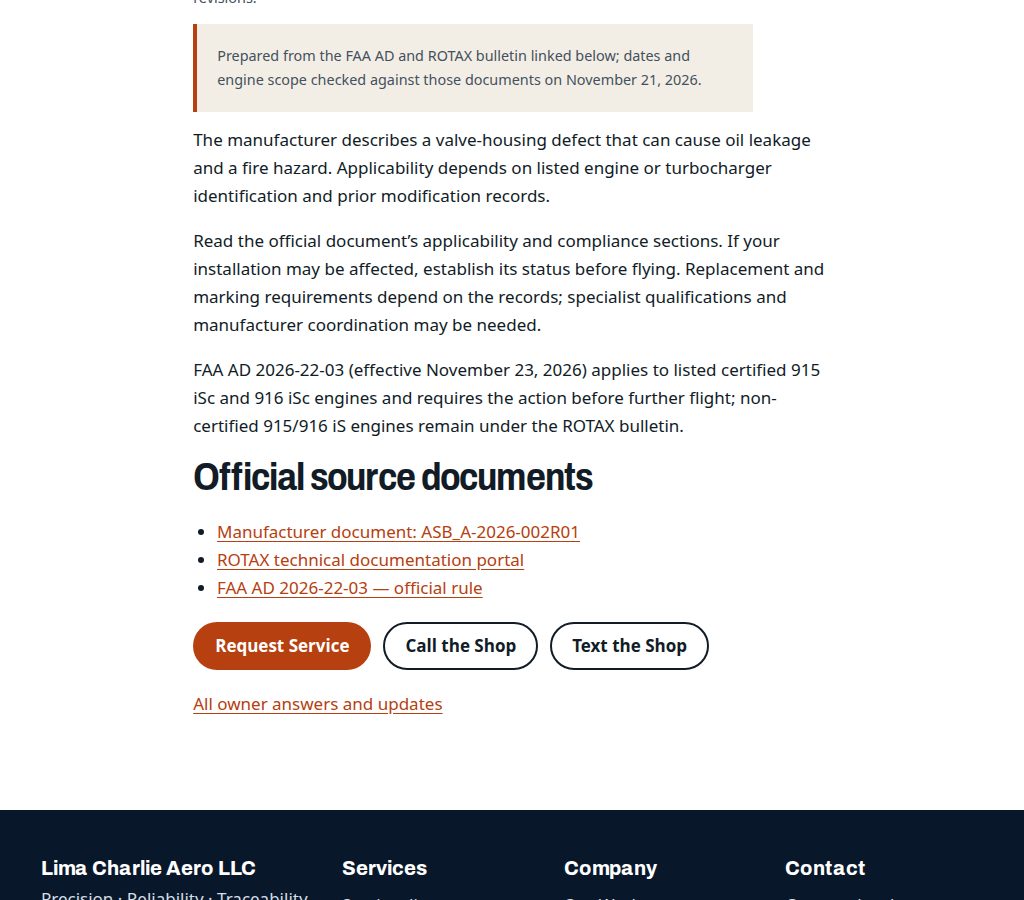 revisions.
Prepared from the FAA AD and ROTAX bulletin linked below; dates and
engine scope checked against those documents on November 21, 2026.
The manufacturer describes a valve-housing defect that can cause oil leakage
and a fire hazard. Applicability depends on listed engine or turbocharger
identification and prior modification records.
Read the official document’s applicability and compliance sections. If your
installation may be affected, establish its status before flying. Replacement and
marking requirements depend on the records; specialist qualifications and
manufacturer coordination may be needed.
FAA AD 2026-22-03 (effective November 23, 2026) applies to listed certified 915
iSc and 916 iSc engines and requires the action before further flight; non-
certified 915/916 iS engines remain under the ROTAX bulletin.
Official source documents
Manufacturer document: ASB_A-2026-002R01
ROTAX technical documentation portal
FAA AD 2026-22-03 — official rule
Request Service
Call the Shop
Text the Shop
All owner answers and updates
Lima Charlie Aero LLC
Services
Company
Contact
Precision · Reliability · Traceability